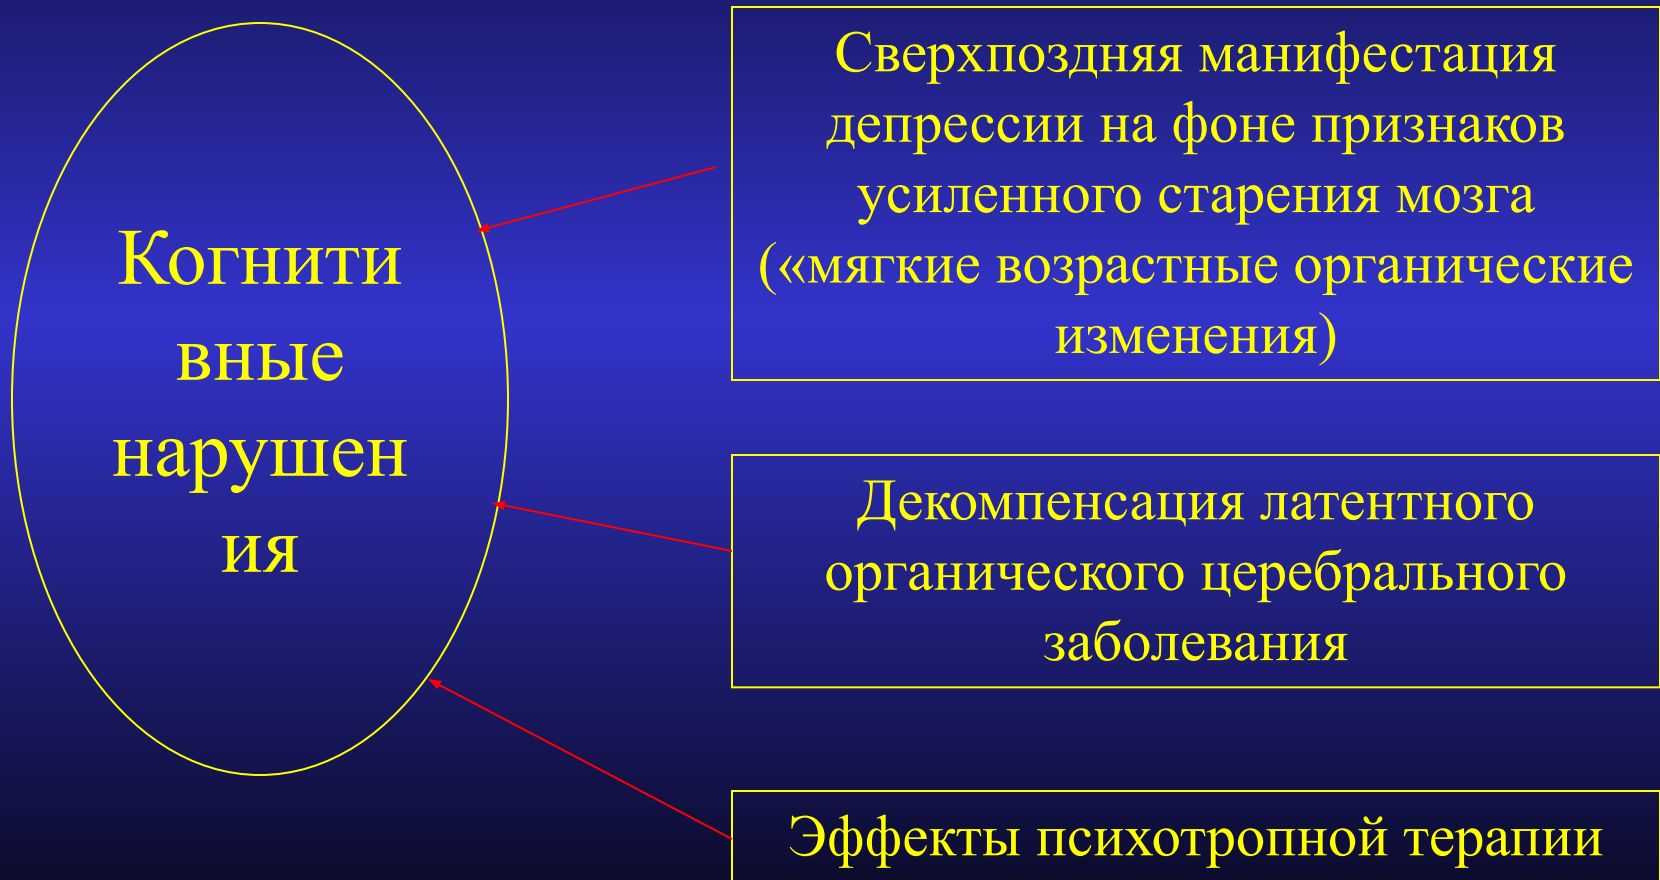 Когнити
вные
нарушен
ия
Сверхпоздняя манифестация
депрессии на фоне признаков
усиленного старения мозга
(«мягкие возрастные органические
изменения)
Декомпенсация латентного
органического церебрального
заболевания
Эффекты психотропной терапии